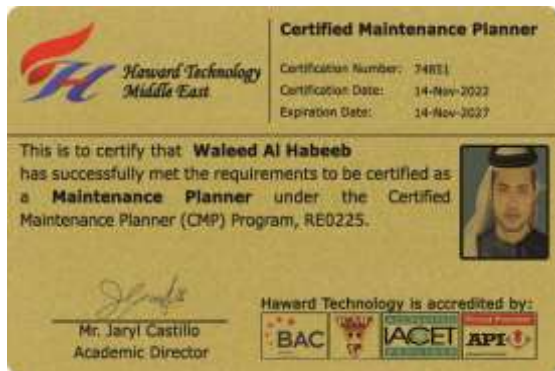 Haward Technology
Middle East
Certified Maintenance Planner
Certification Number: 74851
Certification Date: 14-Nov-2022
Expiration Date: 14-Nov-2027
This is to certify that Waleed Al Habeeb
has successfully met the requirements to be certified as
a Maintenance Planner under the Certified
Maintenance Planner (CMP) Program, RE0225.
Mr. Jaryl Castillo
Academic Director
Haward Technology is accredited by:
BAC
IACET
API